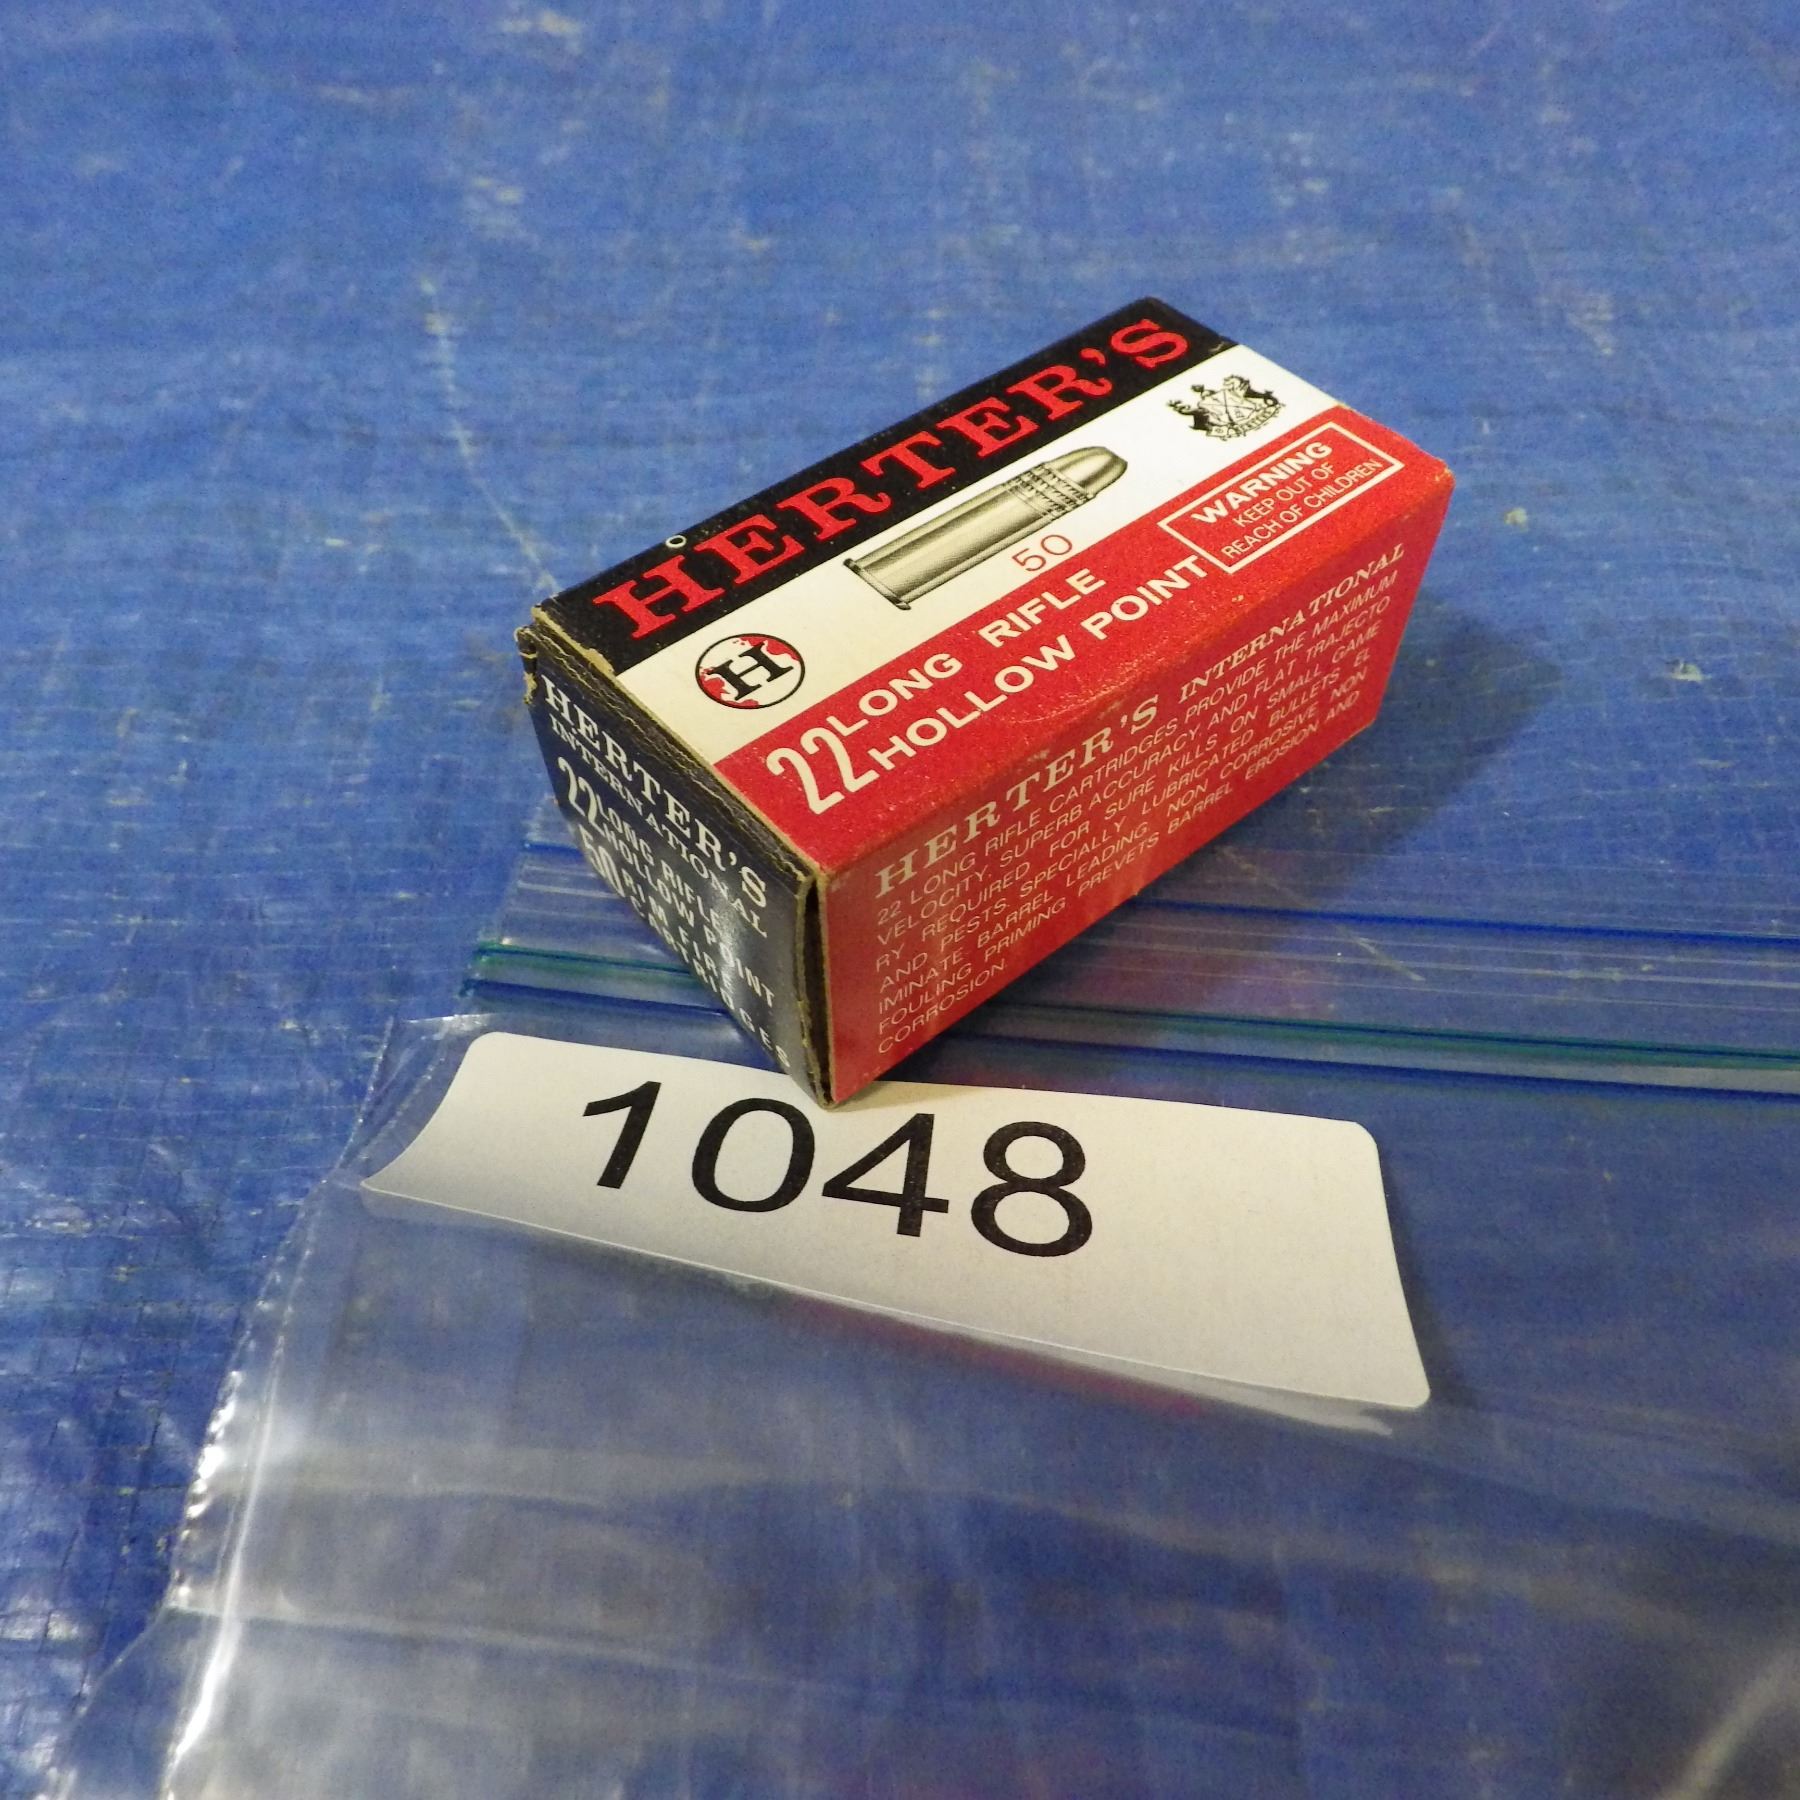 HERTER'S
50
H
22 LONG RIFLE
HOLLOW POINT
WARNING
KEEP OUT OF
REACH OF CHILDREN
HERTER'S
INTERNATIONAL
22 LONG RIFLE
HOLLOW POINT
50 RIM FIRE
CARTRIDGES
HERTER'S INTERNATIONAL
22 LONG RIFLE CARTRIDGES PROVIDE THE MAXIMUM
VELOCITY, SUPERB ACCURACY, AND FLAT TRAJECTO
RY REQUIRED FOR SURE KILLS ON SMALL GAME
AND PESTS. SPECIALLY LUBRICATED BULLETS EL
IMINATE BARREL LEADING. NON CORROSIVE, NON
FOULING PRIMING PREVETS BARREL EROSION AND
CORROSION.
1048